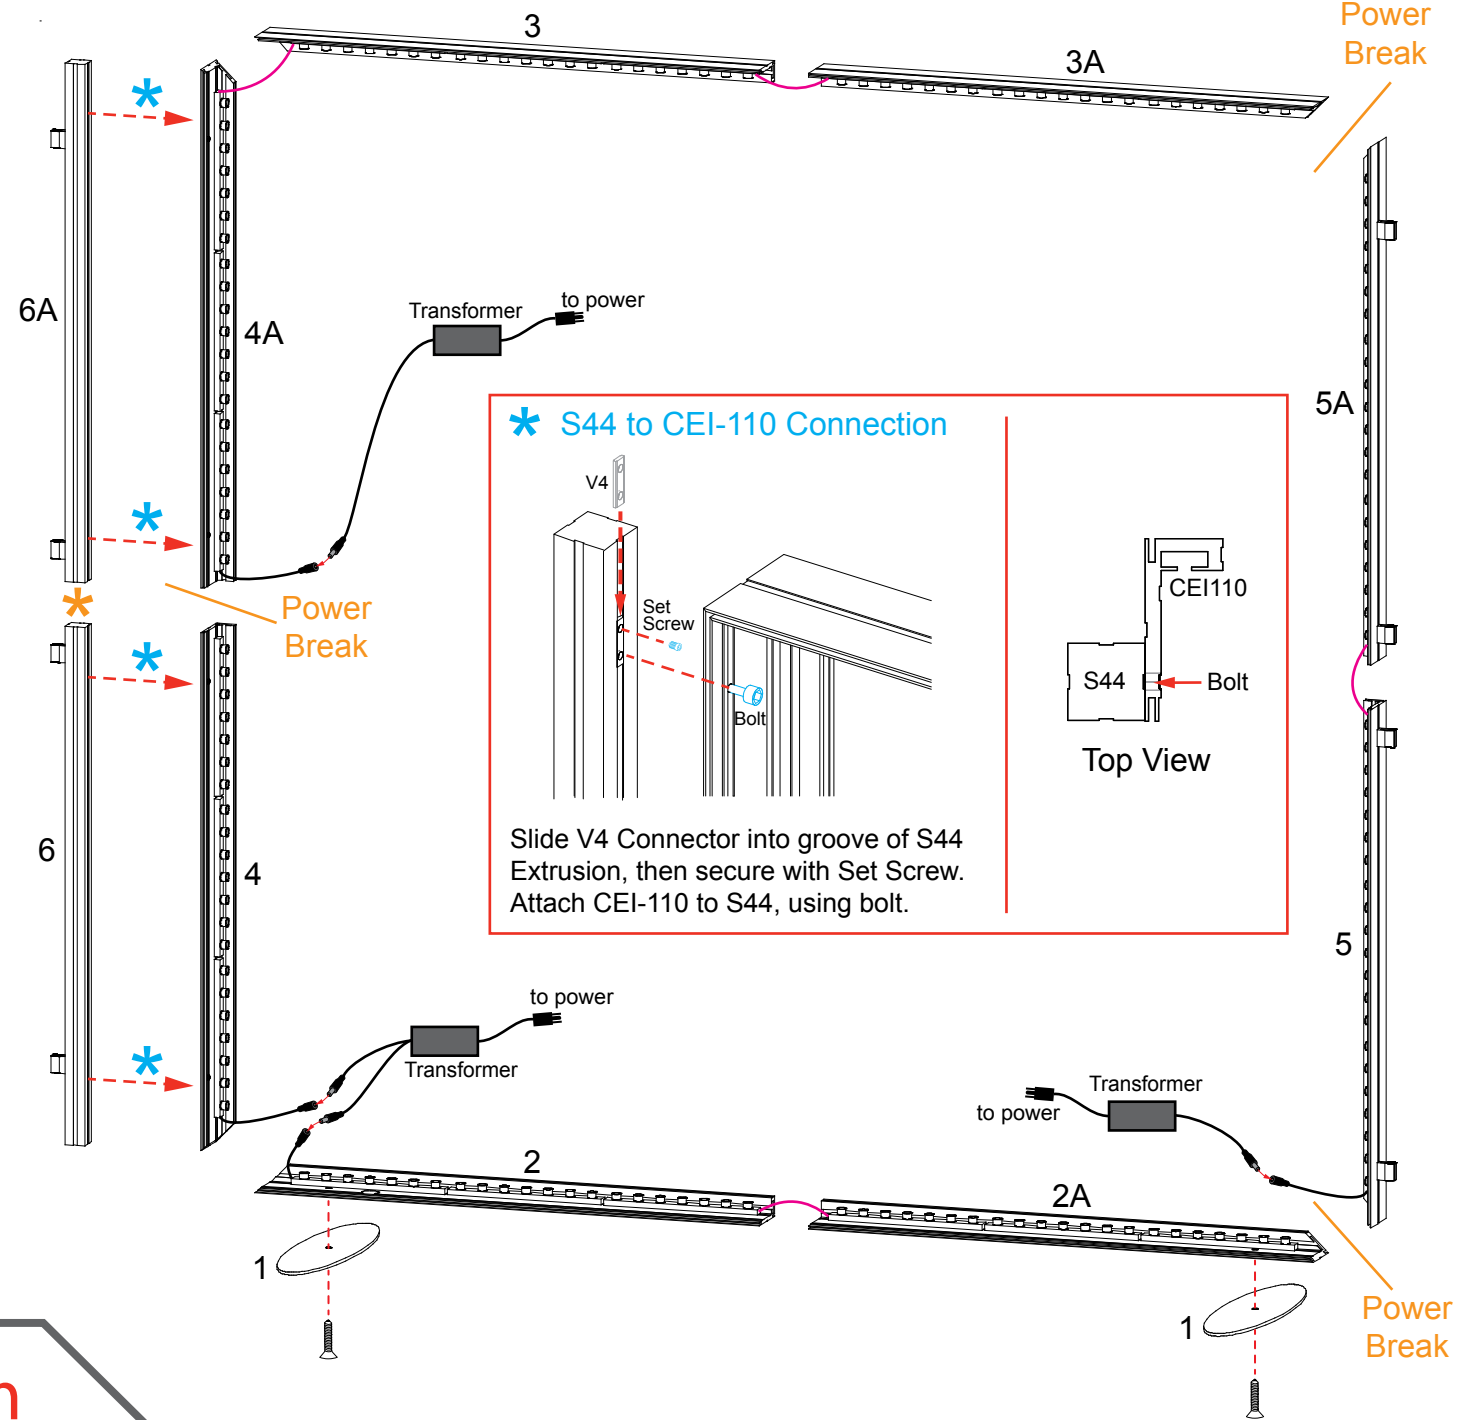 Power
Break
3
3A
6A
4A
Transformer
to power
5A
* S44 to CEI-110 Connection
V4
Set
Screw
Bolt
CEI110
S44
Bolt
Top View
Slide V4 Connector into groove of S44
Extrusion, then secure with Set Screw.
Attach CEI-110 to S44, using bolt.
*
*
*
Power
Break
*
6
4
5
*
to power
Transformer
Transformer
to power
2
2A
1
1
Power
Break